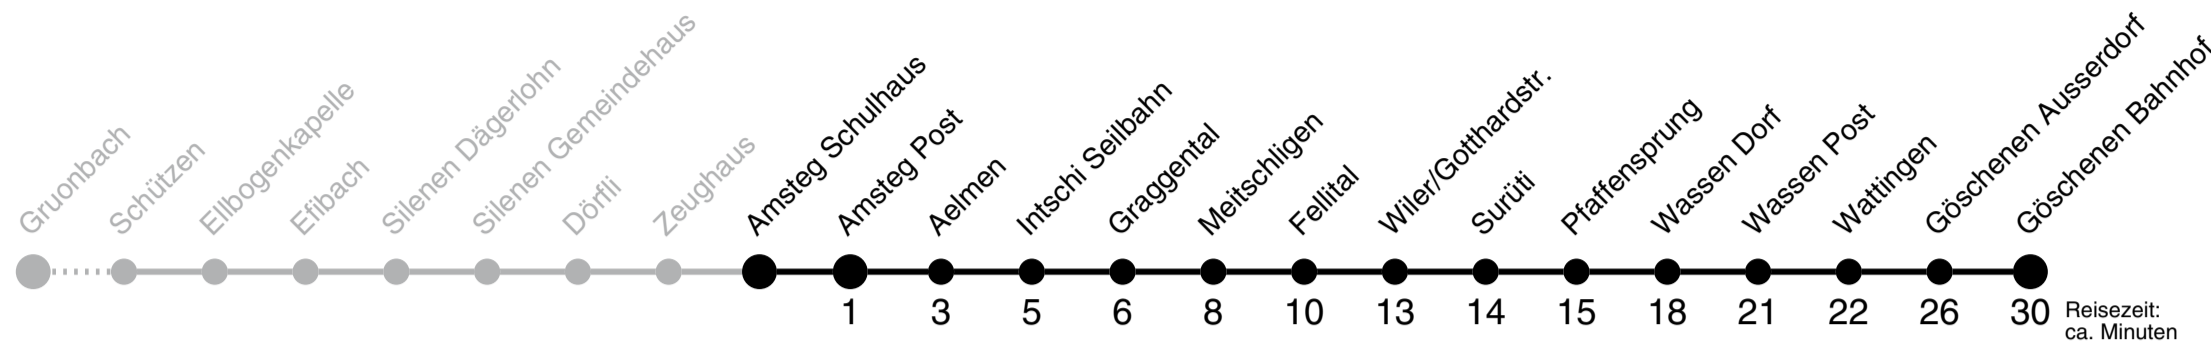 Gruonbach
Schützen
Ellbogenkapelle
Efibach
Silenen Dägerlohn
Silenen Gemeindehaus
Dörfli
Zeughaus
Amsteg Schulhaus
Amsteg Post
Aelmen
Intschi Seilbahn
Graggental
Meitschligen
Fellital
Wiler/Gotthardstr.
Surüti
Pfaffensprung
Wassen Dorf
Wassen Post
Wattingen
Göschenen Ausserdorf
Göschenen Bahnhof
1 3 5 6 8 10 13 14 15 18 21 22 26 30
Reisezeit:
ca. Minuten